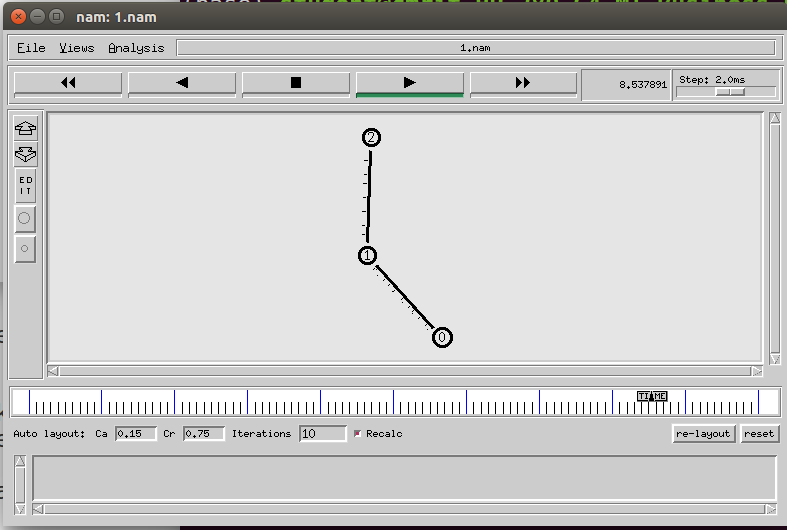 nam: 1.nam
File Views Analysis 1.nam
8.537891 Step: 2.0ms
2
ED
IT
1
0
TIME
Auto layout: Ca 0.15 Cr 0.75 Iterations 10 Recalc re-layout reset